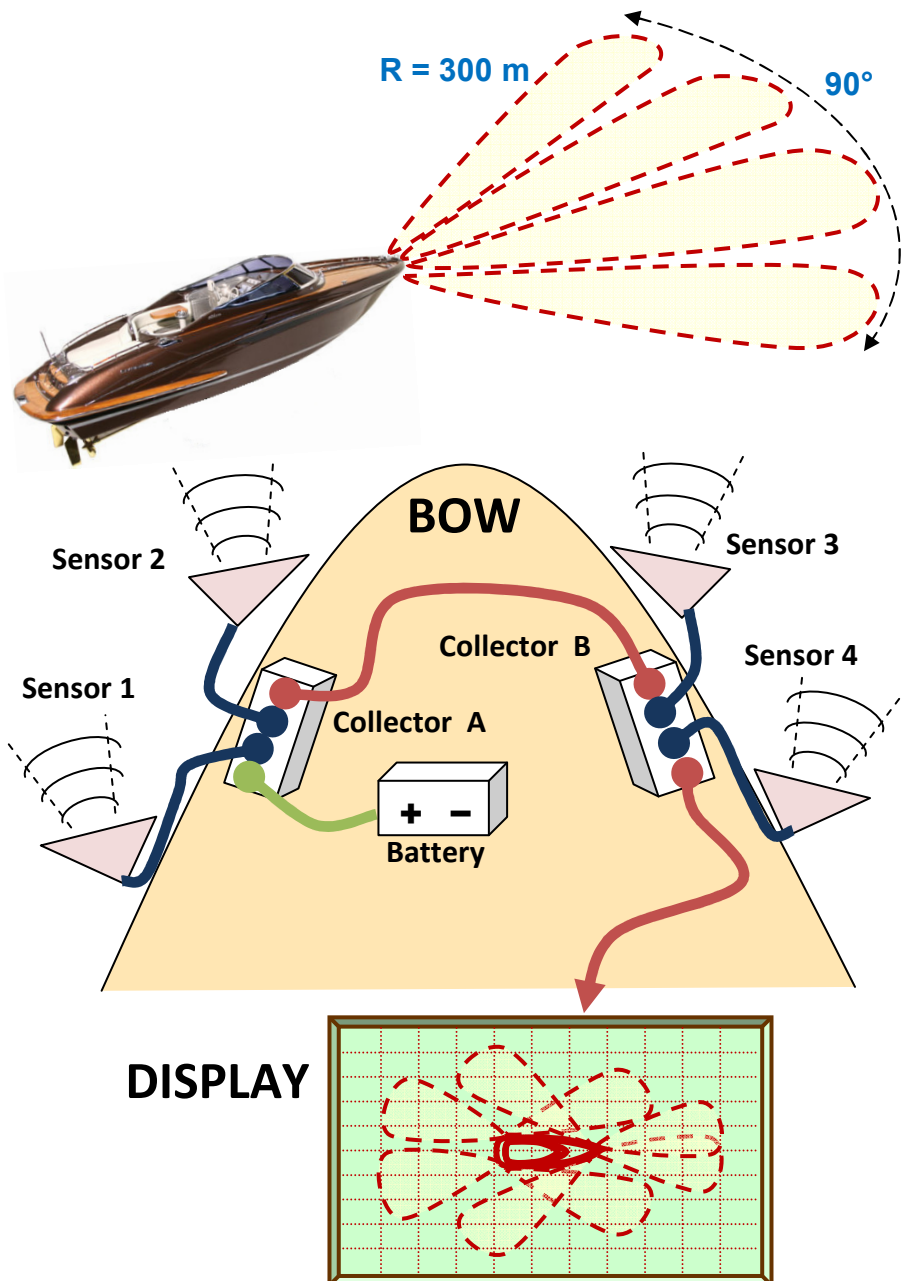 R = 300 m
90°
BOW
Sensor 2
Sensor 3
Collector B
Sensor 4
Sensor 1
Collector A
+ −
Battery
DISPLAY